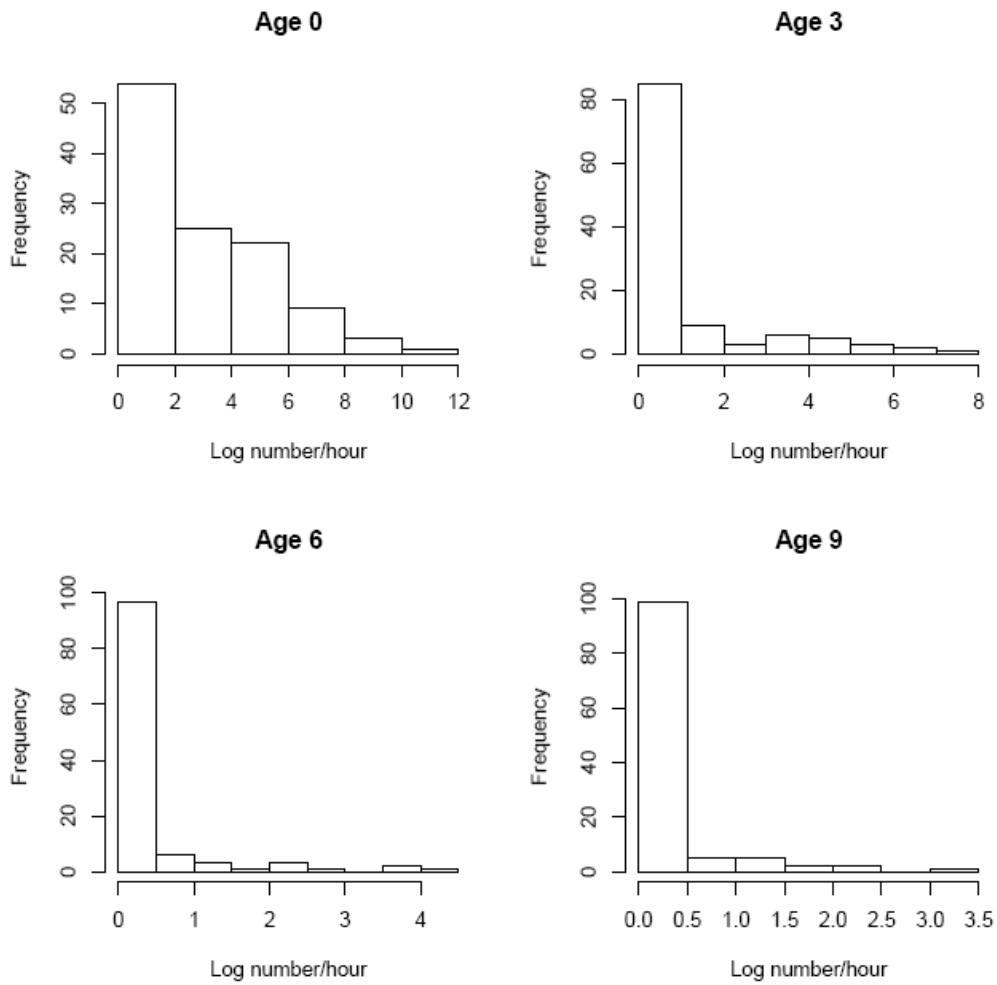 Age 0
Frequency
0 10 20 30 40 50
0 2 4 6 8 10 12
Log number/hour
Age 3
Frequency
0 20 40 60 80
0 2 4 6 8
Log number/hour
Age 6
Frequency
0 20 40 60 80 100
0 1 2 3 4
Log number/hour
Age 9
Frequency
0 20 40 60 80 100
0.0 0.5 1.0 1.5 2.0 2.5 3.0 3.5
Log number/hour